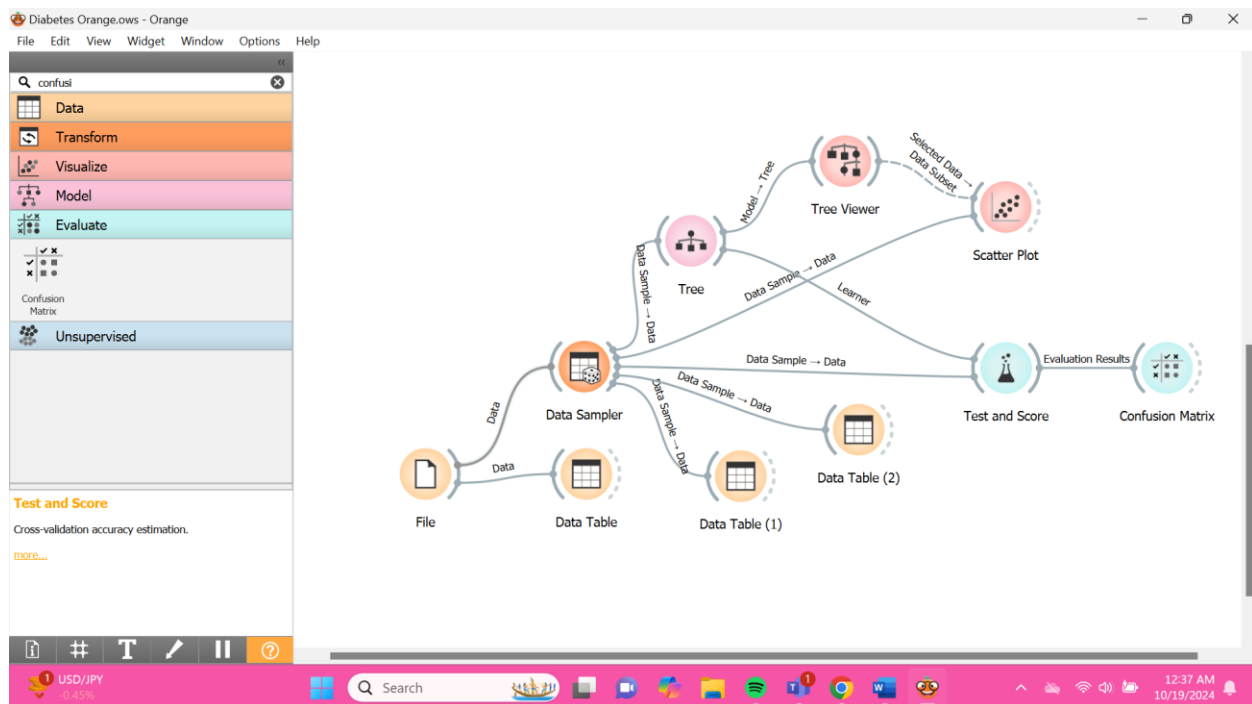 Diabetes Orange.ows - Orange
File Edit View Widget Window Options Help
confusi
Data
Transform
Visualize
Model
Evaluate
Confusion
Matrix
Unsupervised
Test and Score
Cross-validation accuracy estimation.
more...
Selected Data →
Data Subset
Tree Viewer
Model → Tree
Scatter Plot
Tree
Data Sample → Data
Data Sample → Data
Learner
Data Sampler
Data Sample → Data
Evaluation Results
Test and Score
Confusion Matrix
Data Sample → Data
Data Sample → Data
Data Table (2)
Data
Data
File
Data Table
Data Table (1)
1
USD/JPY
-0.45%
Search
1
12:37 AM
10/19/2024